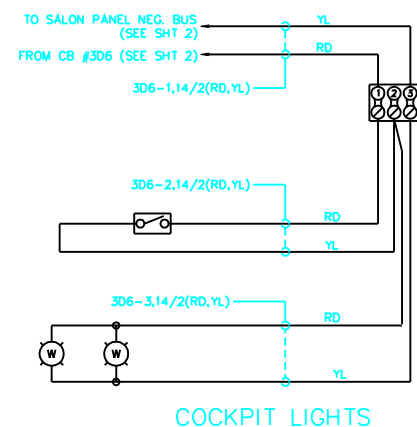 TO SALON PANEL NEG. BUS
(SEE SHT 2)
YL
FROM CB #3D6 (SEE SHT 2)
RD
3D6-1,14/2(RD,YL)
1 2 3
3D6-2,14/2(RD,YL)
RD
YL
3D6-3,14/2(RD,YL)
RD
W W
YL
COCKPIT LIGHTS